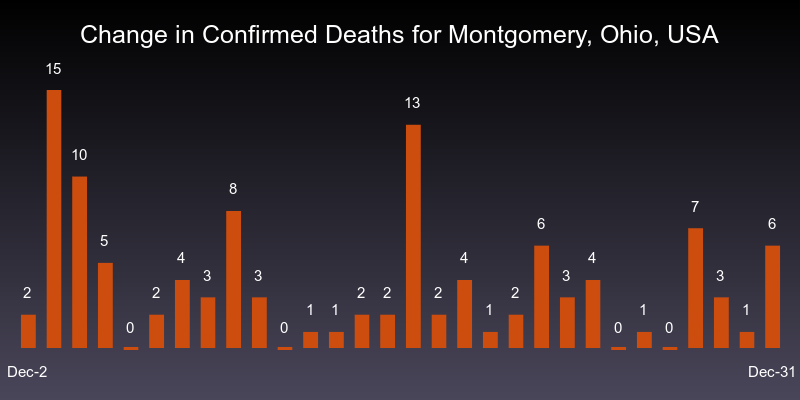 Change in Confirmed Deaths for Montgomery, Ohio, USA
2 15 10 5 0 2 4 3 8 3 0 1 1 2 2 13 2 4 1 2 6 3 4 0 1 0 7 3 1 6
Dec-2 Dec-31